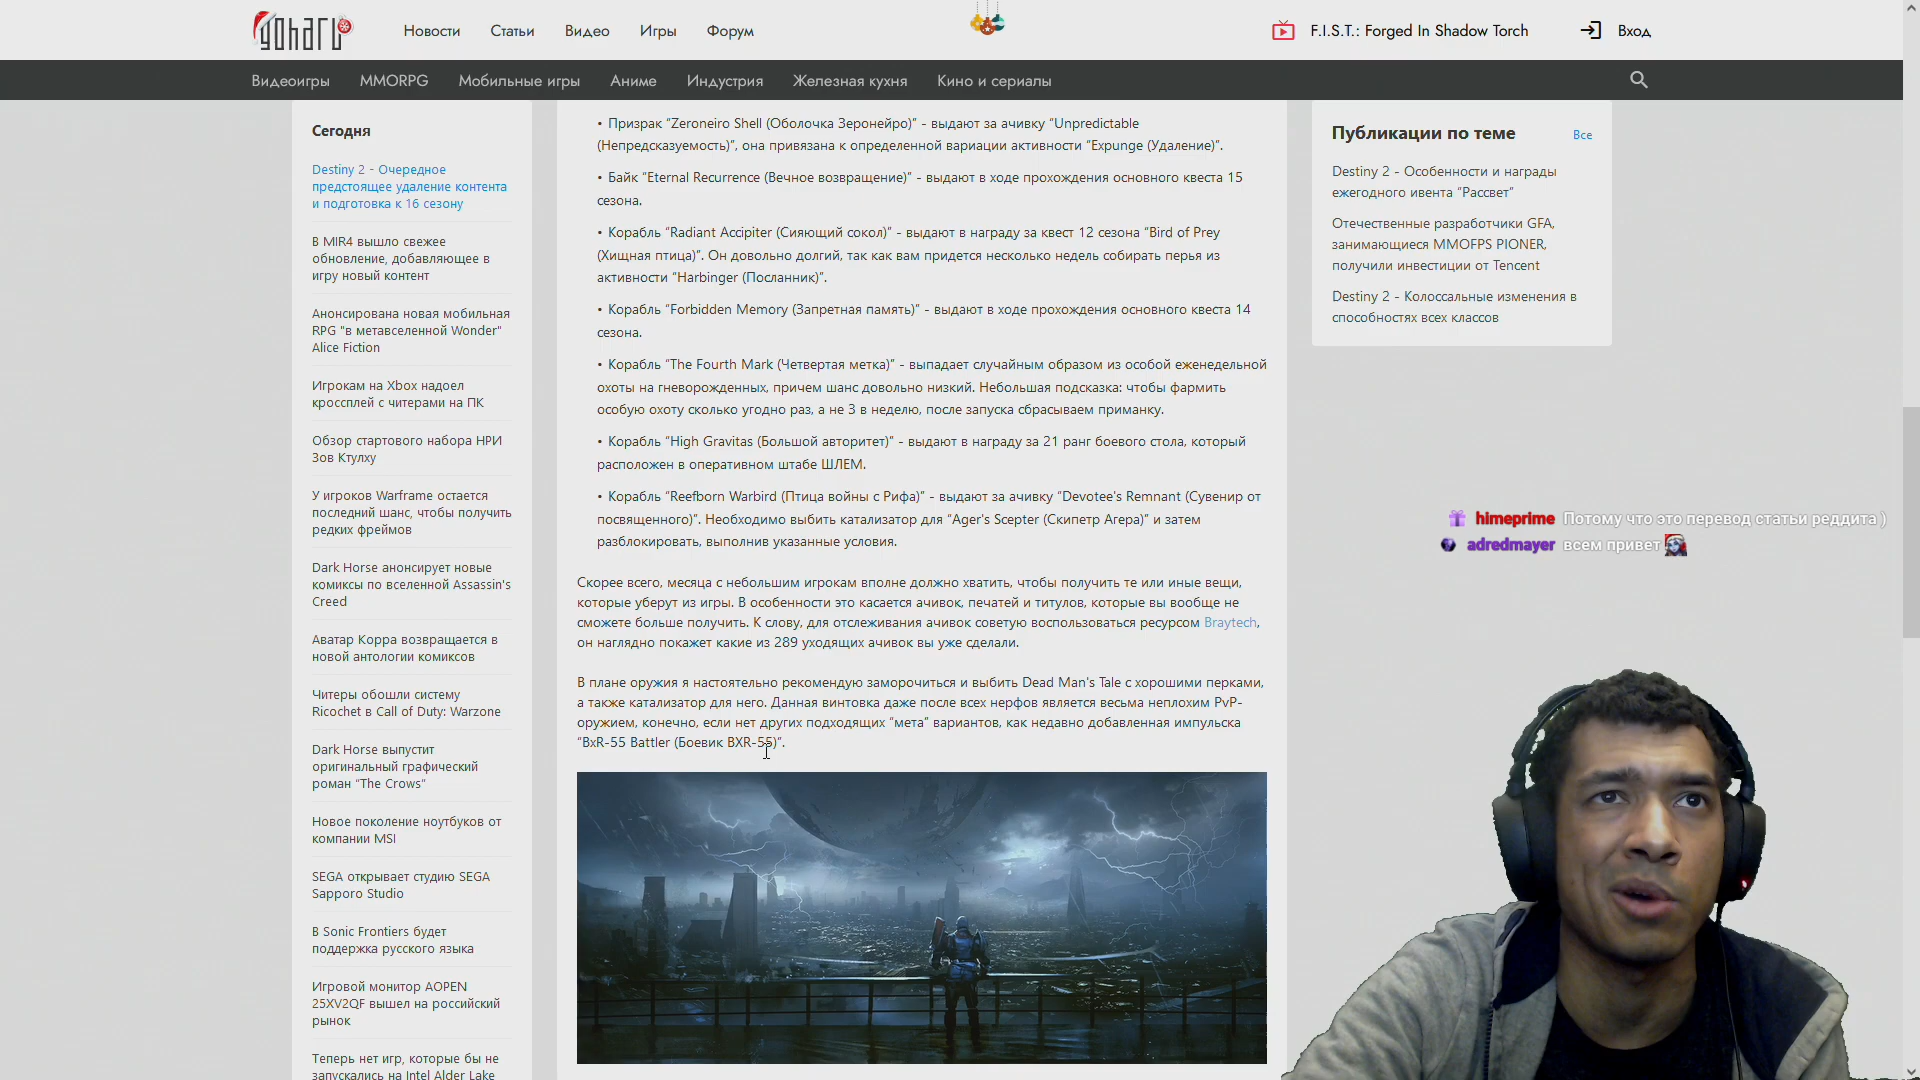 goharu
Новости
Статьи
Видео
Игры
Форум
F.I.S.T.: Forged In Shadow Torch
Вход
Видеоигры
MMORPG
Мобильные игры
Аниме
Индустрия
Железная кухня
Кино и сериалы
Сегодня
Destiny 2 - Очередное
предстоящее удаление контента
и подготовка к 16 сезону
В MIR4 вышло свежее
обновление, добавляющее в
игру новый контент
Анонсирована новая мобильная
RPG "в метавселенной Wonder"
Alice Fiction
Игрокам на Xbox надоел
кроссплей с читерами на ПК
Обзор стартового набора НРИ
Зов Ктулху
У игроков Warframe остается
последний шанс, чтобы получить
редких фреймов
Dark Horse анонсирует новые
комиксы по вселенной Assassin's
Creed
Аватар Корра возвращается в
новой антологии комиксов
Читеры обошли систему
Ricochet в Call of Duty: Warzone
Dark Horse выпустит
оригинальный графический
роман “The Crows”
Новое поколение ноутбуков от
компании MSI
SEGA открывает студию SEGA
Sapporo Studio
В Sonic Frontiers будет
поддержка русского языка
Игровой монитор AOPEN
25XV2QF вышел на российский
рынок
Теперь нет игр, которые бы не
запускались на Intel Alder Lake
• Призрак “Zeroneiro Shell (Оболочка Зеронейро)” - выдают за ачивку “Unpredictable
(Непредсказуемость)”, она привязана к определенной вариации активности “Expunge (Удаление)”.
• Байк “Eternal Recurrence (Вечное возвращение)” - выдают в ходе прохождения основного квеста 15
сезона.
• Корабль “Radiant Accipiter (Сияющий сокол)” - выдают в награду за квест 12 сезона “Bird of Prey
(Хищная птица)”. Он довольно долгий, так как вам придется несколько недель собирать перья из
активности “Harbinger (Посланник)”.
• Корабль “Forbidden Memory (Запретная память)” - выдают в ходе прохождения основного квеста 14
сезона.
• Корабль “The Fourth Mark (Четвертая метка)” - выпадает случайным образом из особой еженедельной
охоты на гневорожденных, причем шанс довольно низкий. Небольшая подсказка: чтобы фармить
особую охоту сколько угодно раз, а не 3 в неделю, после запуска сбрасываем приманку.
• Корабль “High Gravitas (Большой авторитет)” - выдают в награду за 21 ранг боевого стола, который
расположен в оперативном штабе ШЛЕМ.
• Корабль “Reefborn Warbird (Птица войны с Рифа)” - выдают за ачивку “Devotee's Remnant (Сувенир от
посвященного)”. Необходимо выбить катализатор для “Ager's Scepter (Скипетр Агера)” и затем
разблокировать, выполнив указанные условия.
Скорее всего, месяца с небольшим игрокам вполне должно хватить, чтобы получить те или иные вещи,
которые уберут из игры. В особенности это касается ачивок, печатей и титулов, которые вы вообще не
сможете больше получить. К слову, для отслеживания ачивок советую воспользоваться ресурсом Braytech,
он наглядно покажет какие из 289 уходящих ачивок вы уже сделали.
В плане оружия я настоятельно рекомендую заморочиться и выбить Dead Man's Tale с хорошими перками,
а также катализатор для него. Данная винтовка даже после всех нерфов является весьма неплохим PvP-
оружием, конечно, если нет других подходящих “мета” вариантов, как недавно добавленная импульска
“BxR-55 Battler (Боевик BXR-55)”.
Публикации по теме
Все
Destiny 2 - Особенности и награды
ежегодного ивента “Рассвет”
Отечественные разработчики GFA,
занимающиеся MMOFPS PIONER,
получили инвестиции от Tencent
Destiny 2 - Колоссальные изменения в
способностях всех классов
himeprime Потому что это перевод статьи реддита )
adredmayer всем привет